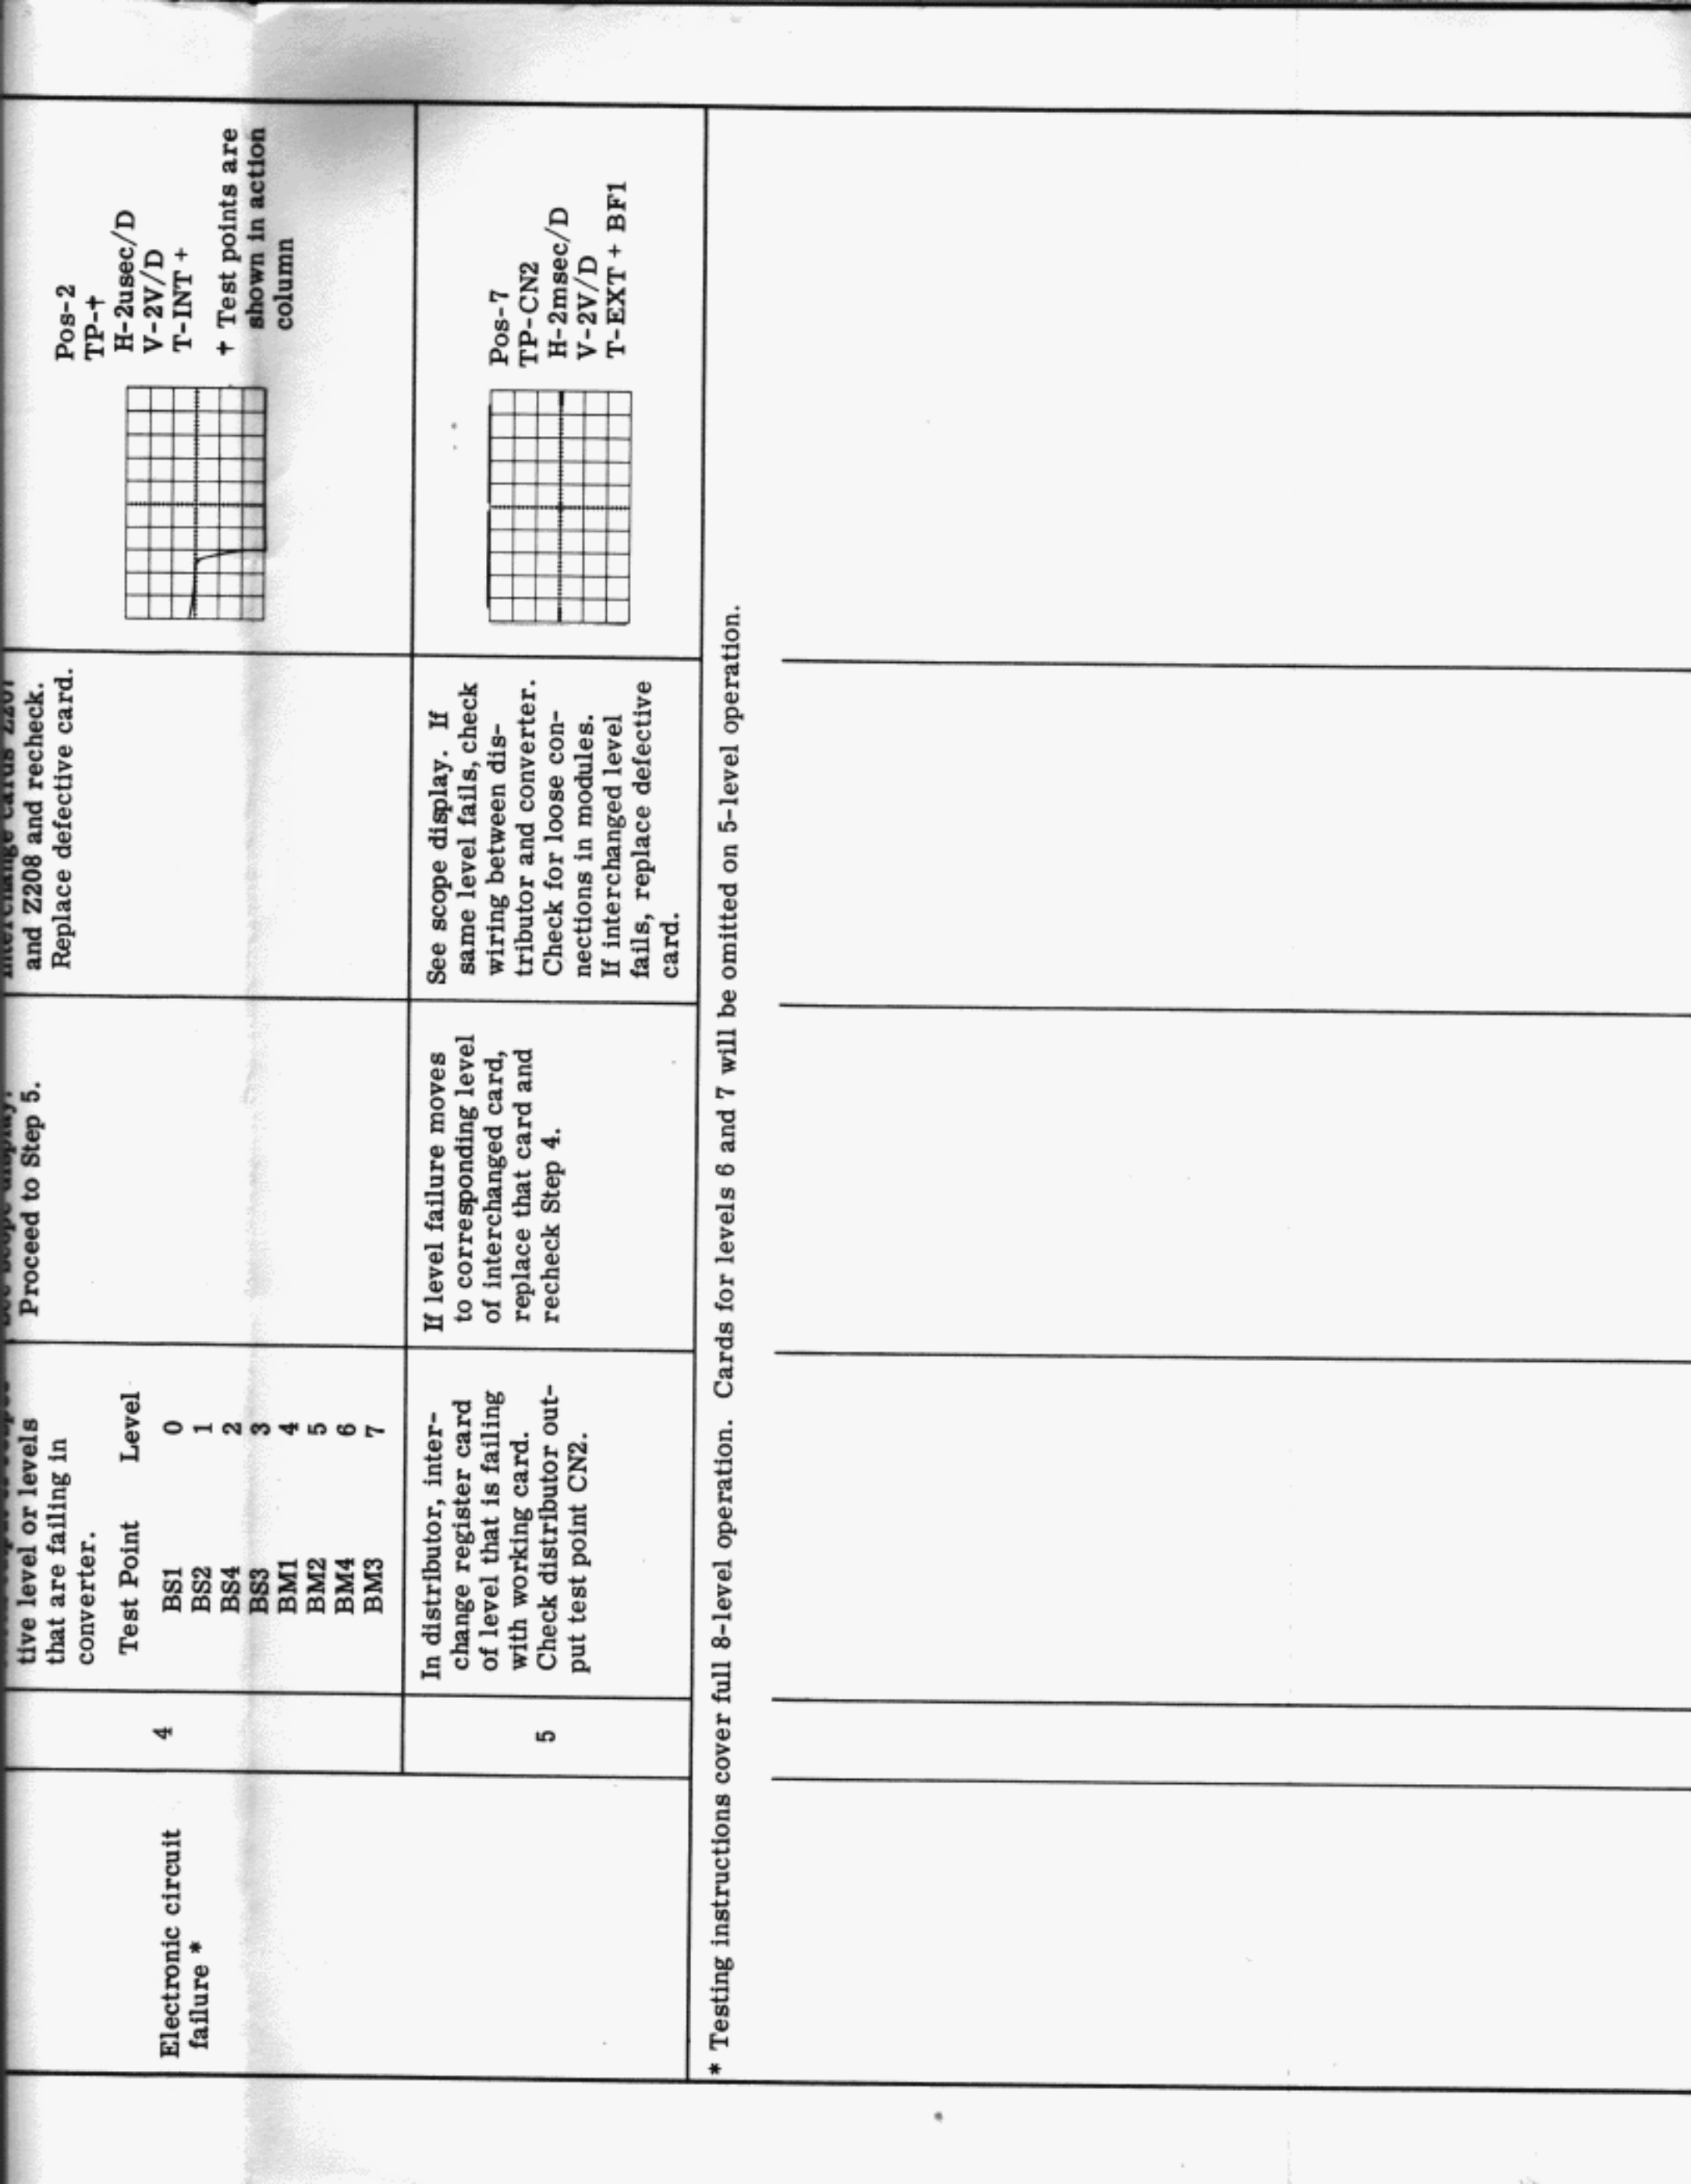 tive level or levels
that are failing in
converter.
Test Point Level
BS1 0
BS2 1
BS4 2
BS3 3
BM1 4
BM2 5
BM4 6
BM3 7
Proceed to Step 5.
and Z208 and recheck.
Replace defective card.
Pos-2
TP-†
H-2usec/D
V-2V/D
T-INT +
† Test points are
shown in action
column
Electronic circuit
failure *
4
5
In distributor, inter-
change register card
of level that is failing
with working card.
Check distributor out-
put test point CN2.
If level failure moves
to corresponding level
of interchanged card,
replace that card and
recheck Step 4.
See scope display. If
same level fails, check
wiring between dis-
tributor and converter.
Check for loose con-
nections in modules.
If interchanged level
fails, replace defective
card.
Pos-7
TP-CN2
H-2msec/D
V-2V/D
T-EXT + BF1
* Testing instructions cover full 8-level operation. Cards for levels 6 and 7 will be omitted on 5-level operation.